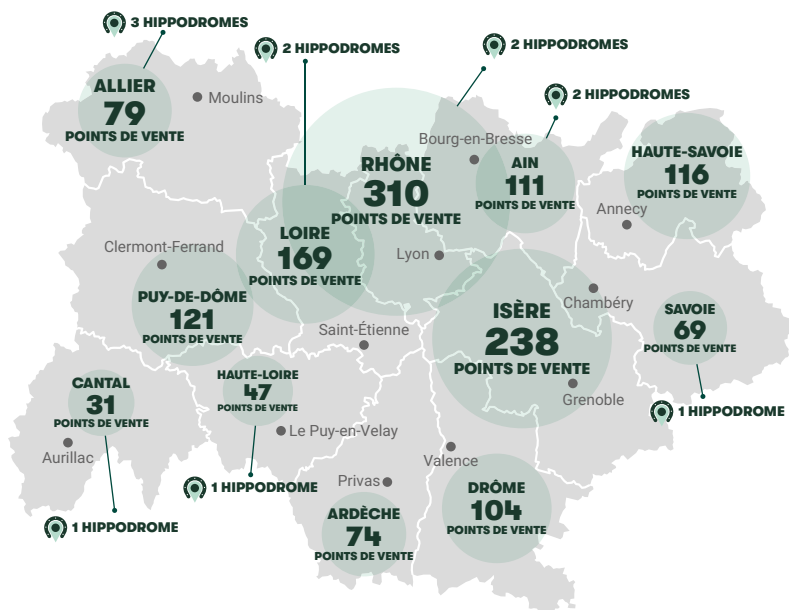 3 HIPPODROMES
2 HIPPODROMES
2 HIPPODROMES
2 HIPPODROMES
ALLIER
79
POINTS DE VENTE
Moulins
Bourg-en-Bresse
RHÔNE
310
POINTS DE VENTE
AIN
111
POINTS DE VENTE
HAUTE-SAVOIE
116
POINTS DE VENTE
Annecy
LOIRE
169
POINTS DE VENTE
Clermont-Ferrand
Lyon
PUY-DE-DÔME
121
POINTS DE VENTE
ISÈRE
238
POINTS DE VENTE
Chambéry
SAVOIE
69
POINTS DE VENTE
Saint-Étienne
CANTAL
31
POINTS DE VENTE
HAUTE-LOIRE
47
POINTS DE VENTE
Grenoble
1 HIPPODROME
Le Puy-en-Velay
Aurillac
Valence
1 HIPPODROME
Privas
DRÔME
104
POINTS DE VENTE
ARDÈCHE
74
POINTS DE VENTE
1 HIPPODROME